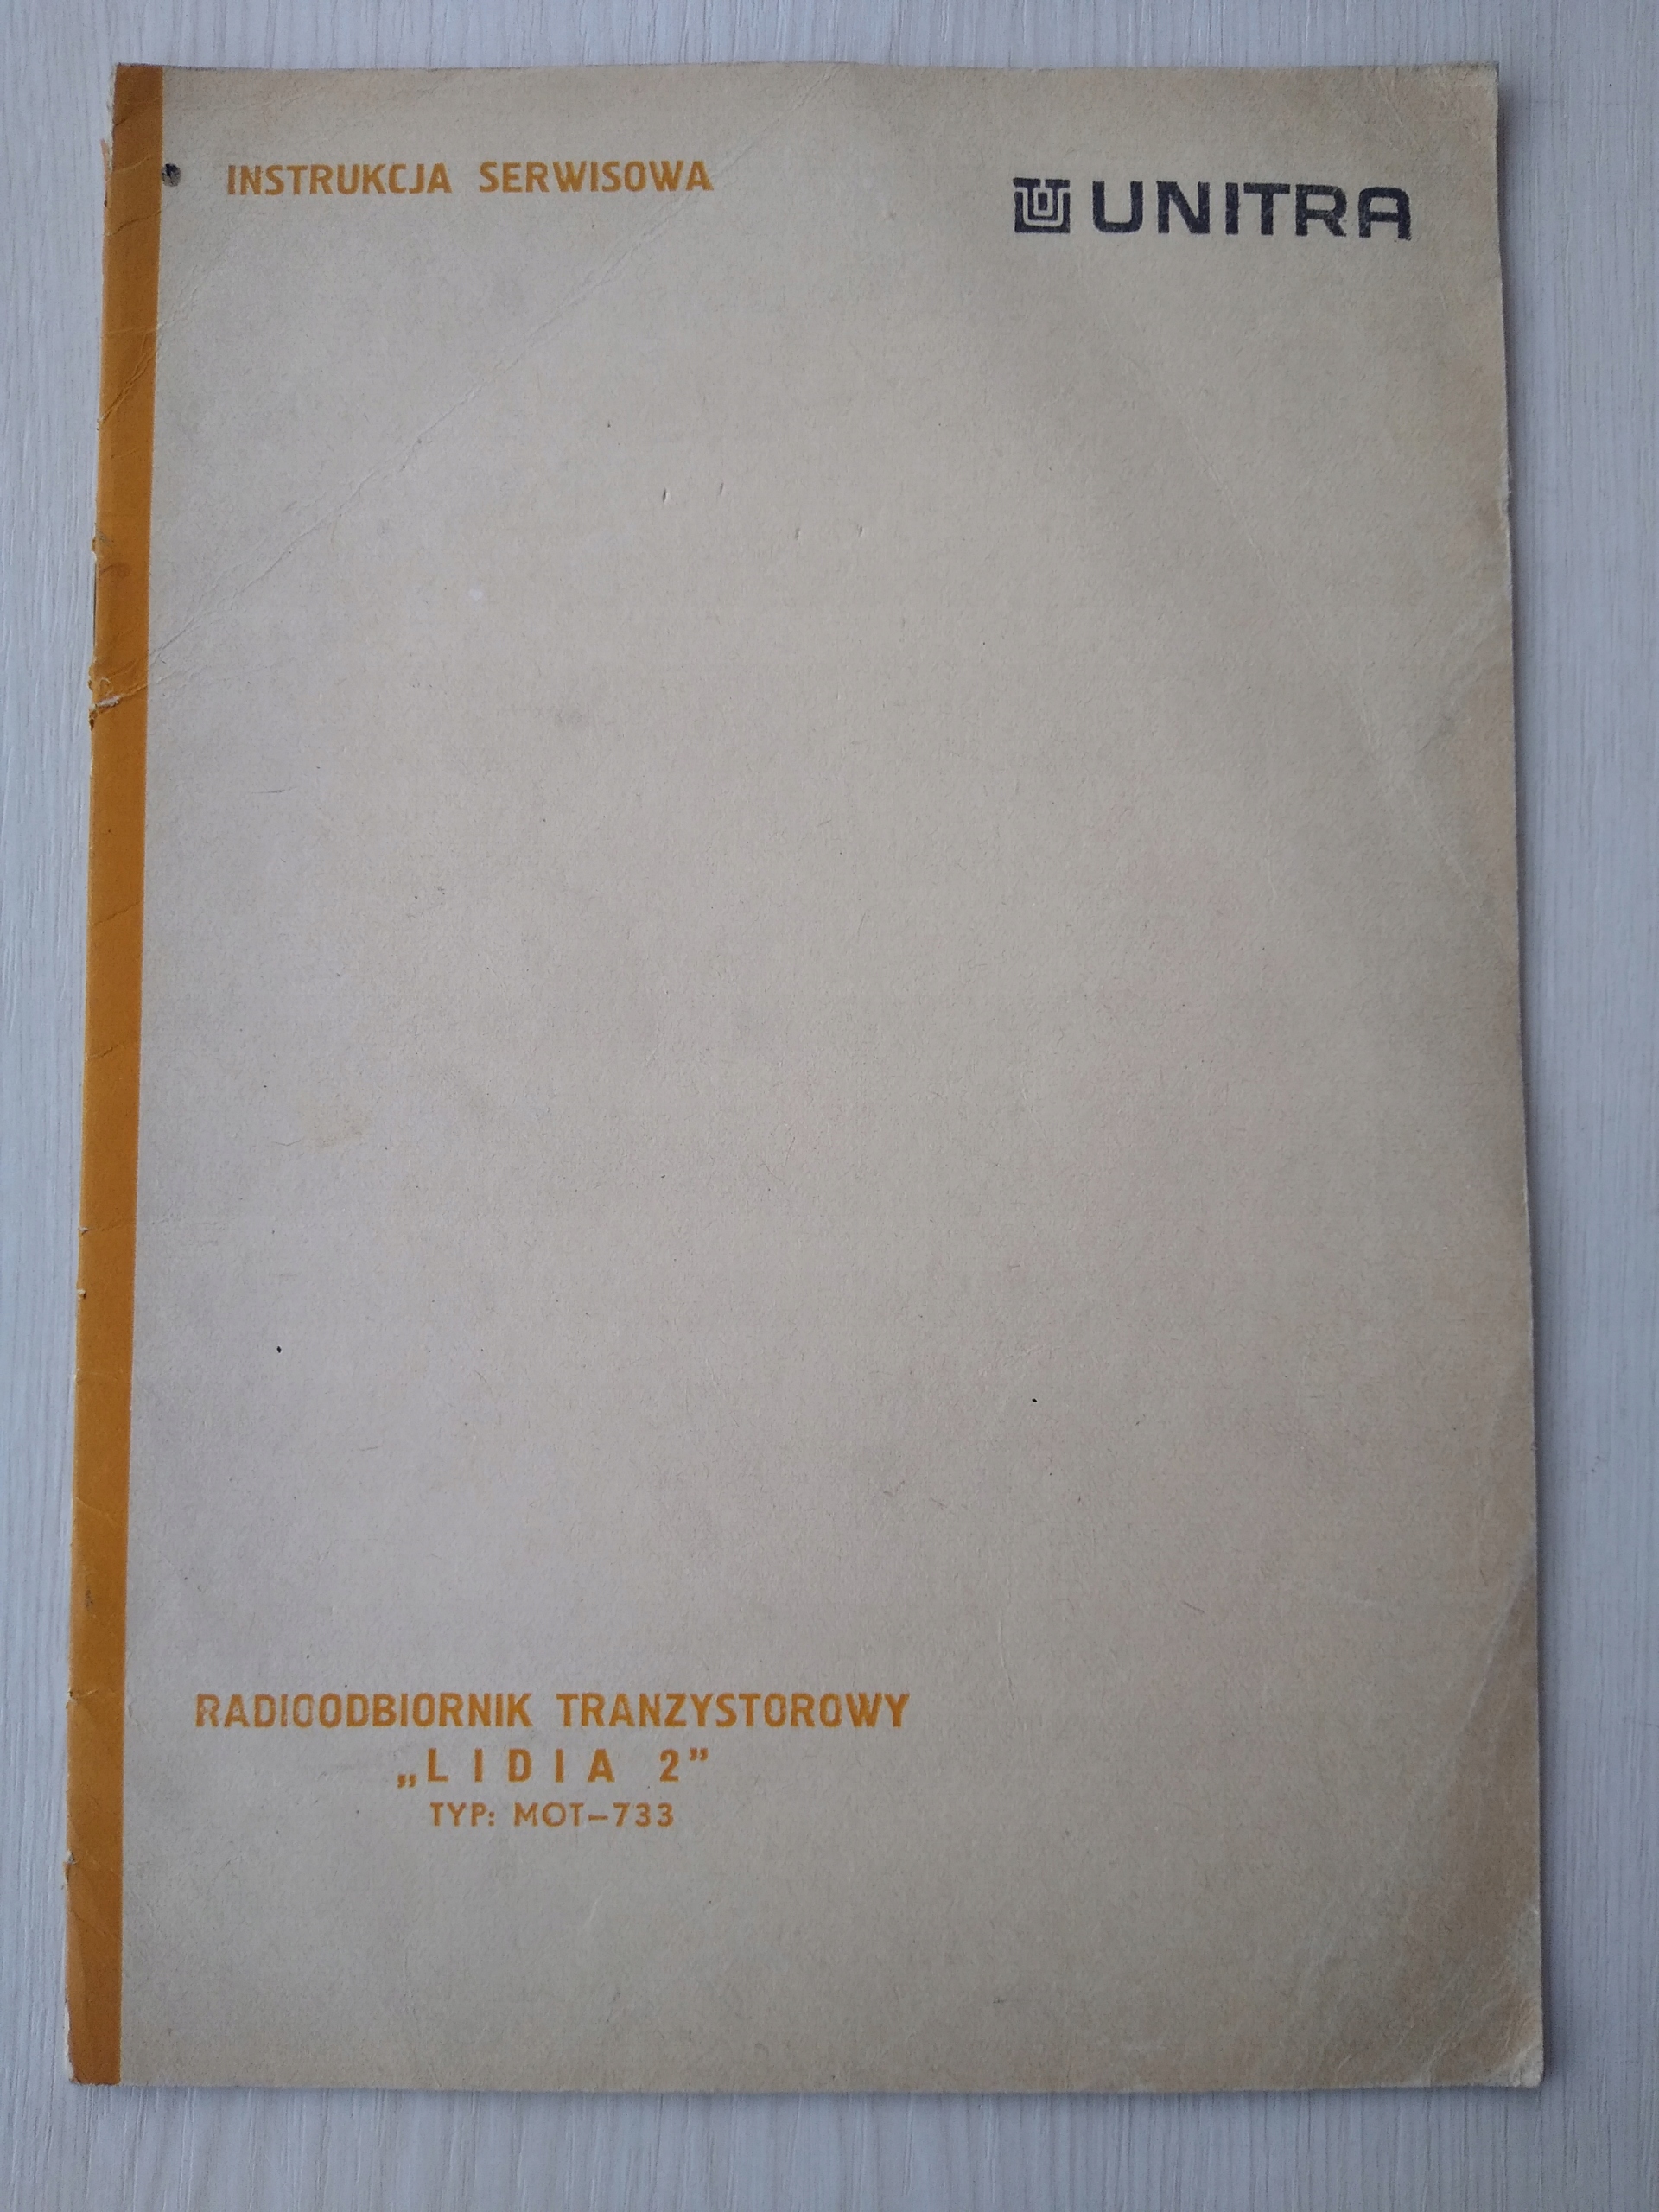 INSTRUKCJA SERWISOWA
UNITRA
RADIOODBIORNIK TRANZYSTOROWY
„LIDIA 2”
TYP: MOT–733